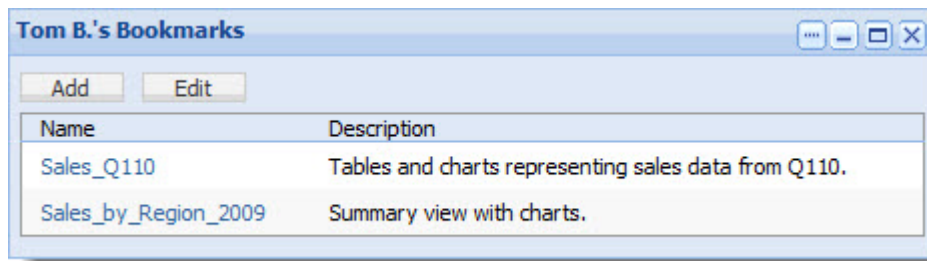 Tom B.'s Bookmarks
Add Edit
Name Description
Sales_Q110 Tables and charts representing sales data from Q110.
Sales_by_Region_2009 Summary view with charts.